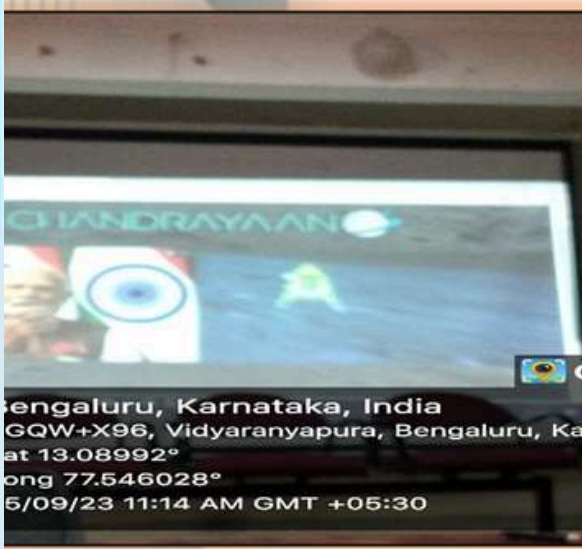 CHANDRAYAAN
Bengaluru, Karnataka, India
GQW+X96, Vidyaranyapura, Bengaluru, Ka
at 13.08992°
ong 77.546028°
5/09/23 11:14 AM GMT +05:30